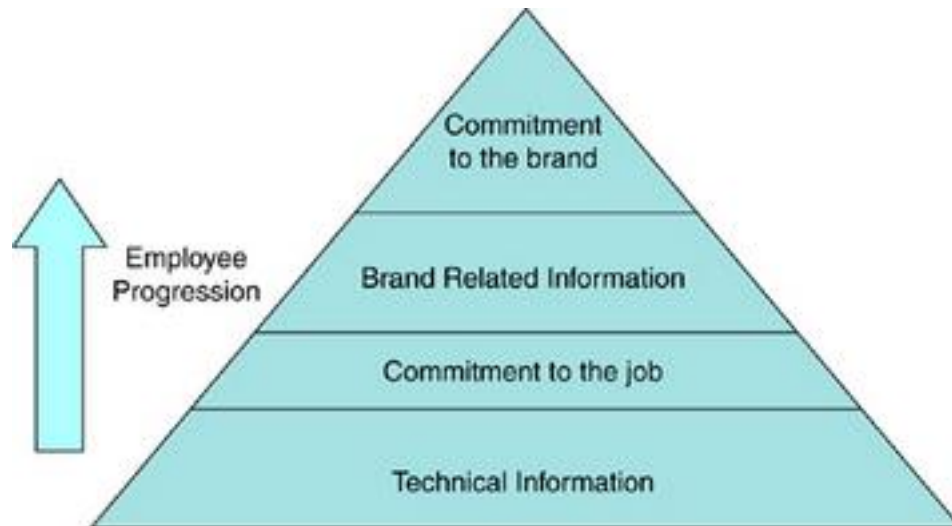 Commitment
to the brand
Employee
Progression
Brand Related Information
Commitment to the job
Technical Information